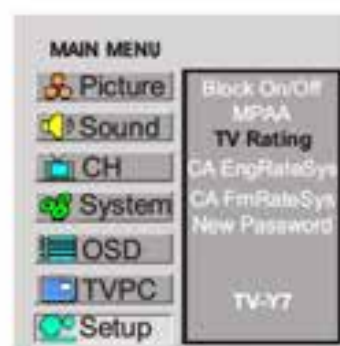 MAIN MENU
Picture
Sound
CH
System
OSD
TVPC
Setup
Block On/Off
MPAA
TV Rating
CA EngRateSys
CA FrnRateSys
New Password
TV-Y7